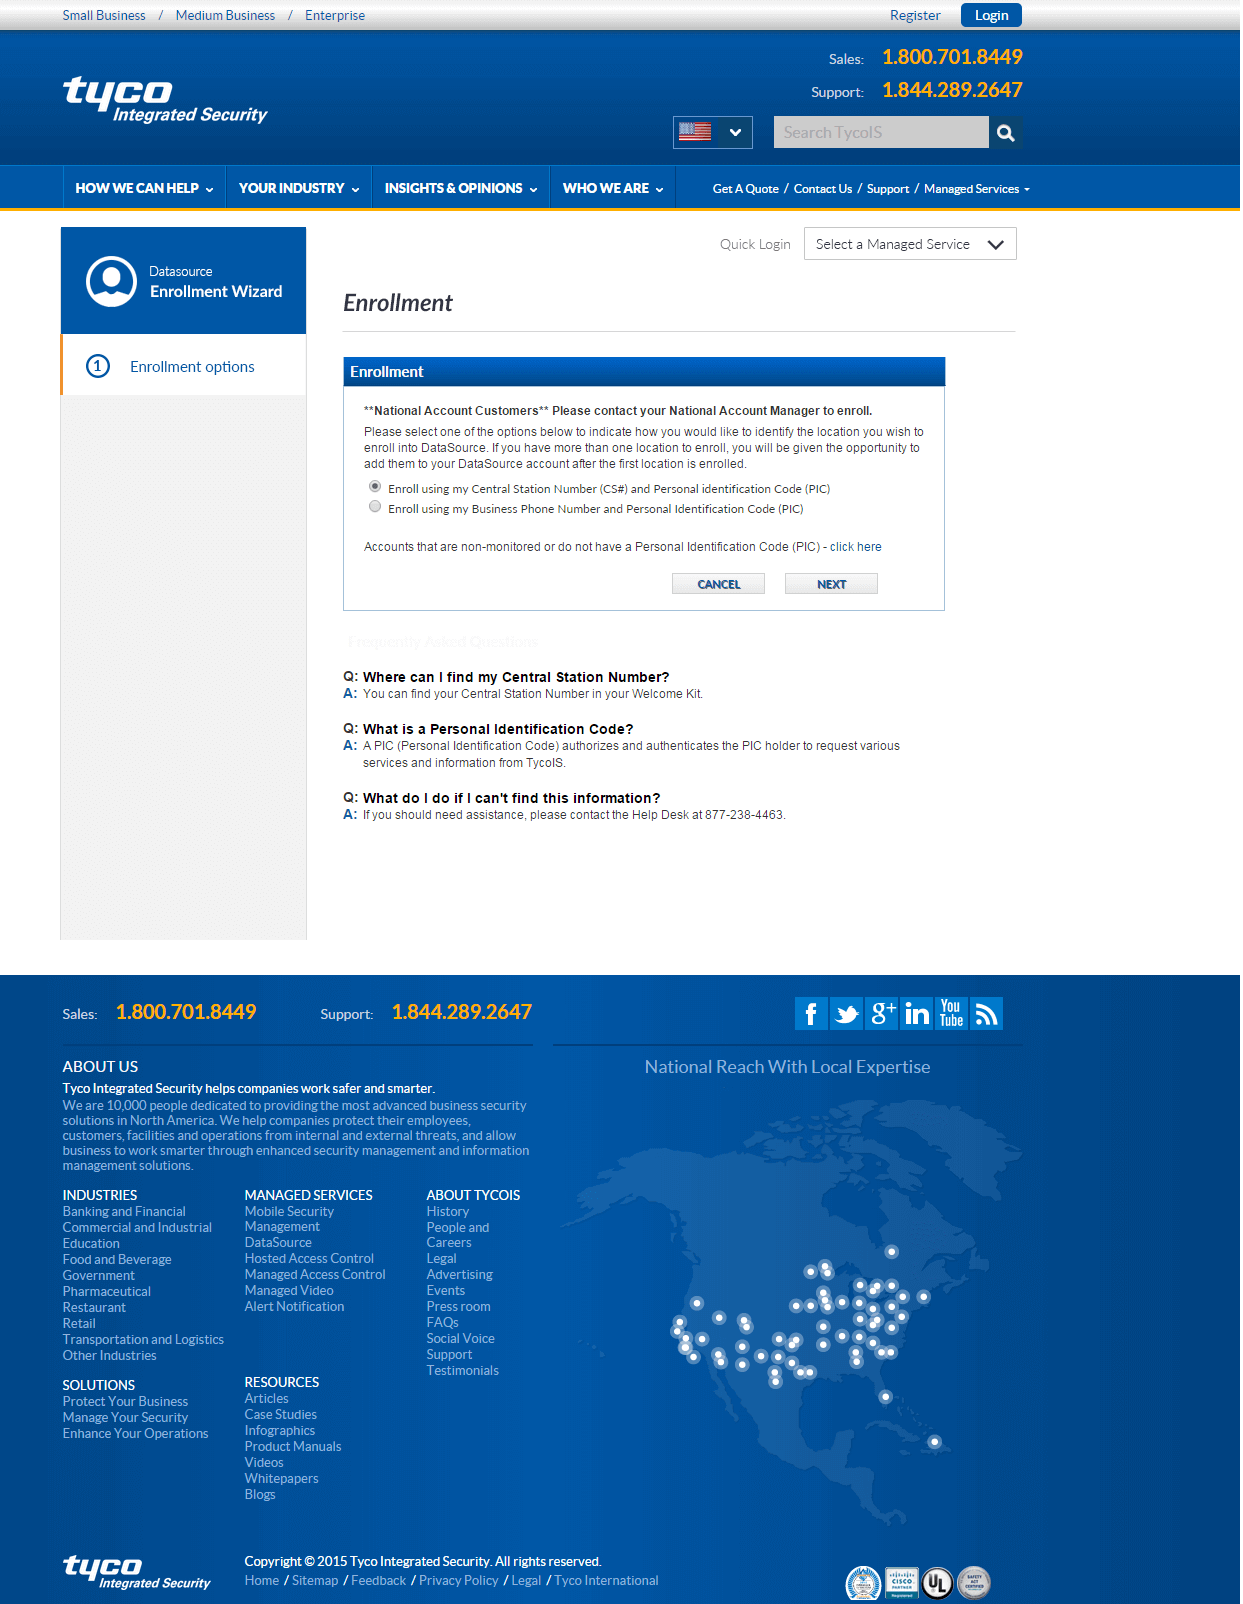 Small Business / Medium Business / Enterprise
Register Login
Sales: 1.800.701.8449
Support: 1.844.289.2647
tyco
Integrated Security
Search TycoIS
HOW WE CAN HELP YOUR INDUSTRY INSIGHTS & OPINIONS WHO WE ARE Get A Quote / Contact Us / Support / Managed Services
Quick Login Select a Managed Service
Datasource
Enrollment Wizard
1 Enrollment options
Enrollment
Enrollment
**National Account Customers** Please contact your National Account Manager to enroll.
Please select one of the options below to indicate how you would like to identify the location you wish to
enroll into DataSource. If you have more than one location to enroll, you will be given the opportunity to
add them to your DataSource account after the first location is enrolled.
Enroll using my Central Station Number (CS#) and Personal identification Code (PIC)
Enroll using my Business Phone Number and Personal Identification Code (PIC)
Accounts that are non-monitored or do not have a Personal Identification Code (PIC) - click here
CANCEL NEXT
Frequently Asked Questions
Q: Where can I find my Central Station Number?
A: You can find your Central Station Number in your Welcome Kit.
Q: What is a Personal Identification Code?
A: A PIC (Personal Identification Code) authorizes and authenticates the PIC holder to request various
services and information from TycoIS.
Q: What do I do if I can't find this information?
A: If you should need assistance, please contact the Help Desk at 877-238-4463.
Sales: 1.800.701.8449 Support: 1.844.289.2647
f g+ in You Tube
ABOUT US
Tyco Integrated Security helps companies work safer and smarter.
We are 10,000 people dedicated to providing the most advanced business security
solutions in North America. We help companies protect their employees,
customers, facilities and operations from internal and external threats, and allow
business to work smarter through enhanced security management and information
management solutions.
National Reach With Local Expertise
INDUSTRIES
Banking and Financial
Commercial and Industrial
Education
Food and Beverage
Government
Pharmaceutical
Restaurant
Retail
Transportation and Logistics
Other Industries
SOLUTIONS
Protect Your Business
Manage Your Security
Enhance Your Operations
MANAGED SERVICES
Mobile Security
Management
DataSource
Hosted Access Control
Managed Access Control
Managed Video
Alert Notification
RESOURCES
Articles
Case Studies
Infographics
Product Manuals
Videos
Whitepapers
Blogs
ABOUT TYCOIS
History
People and
Careers
Legal
Advertising
Events
Press room
FAQs
Social Voice
Support
Testimonials
tyco
Integrated Security
Copyright © 2015 Tyco Integrated Security. All rights reserved.
Home / Sitemap / Feedback / Privacy Policy / Legal / Tyco International
CISCO
PARTNER
UL
SAFETY
ACT
CERTIFIED